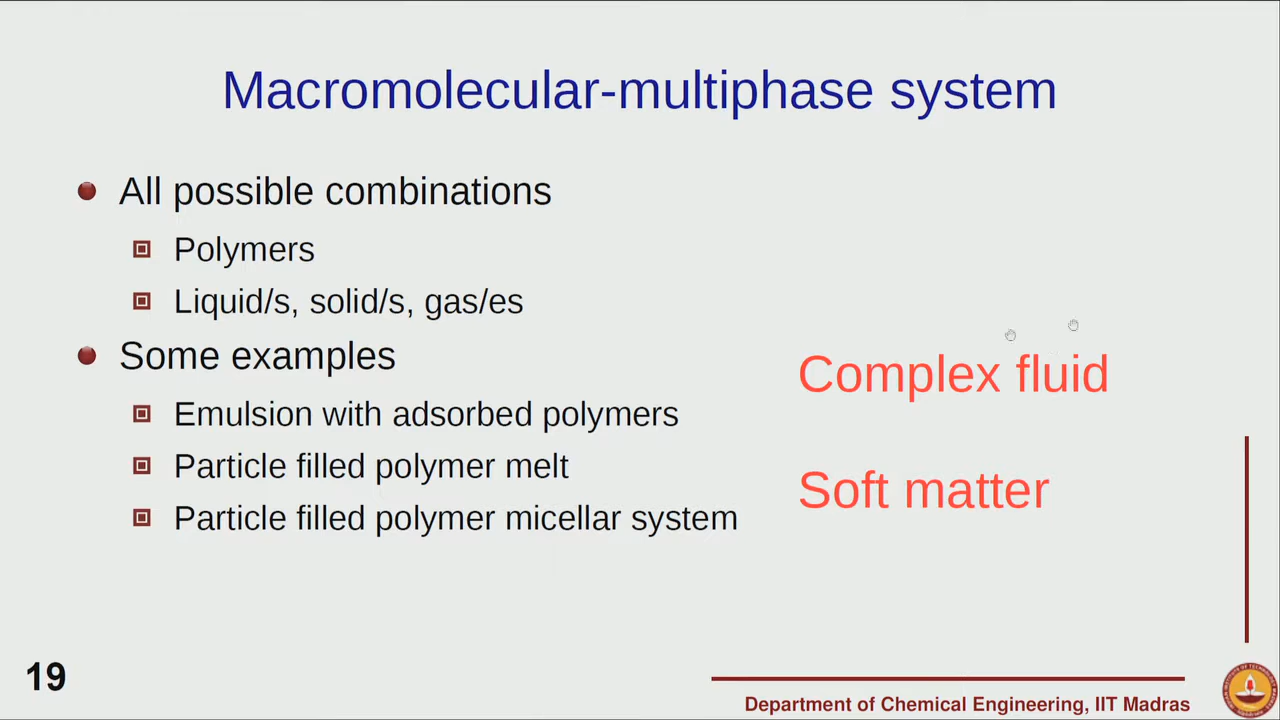 Macromolecular-multiphase system
All possible combinations
Polymers
Liquid/s, solid/s, gas/es
Some examples
Emulsion with adsorbed polymers
Particle filled polymer melt
Particle filled polymer micellar system
Complex fluid
Soft matter
19
Department of Chemical Engineering, IIT Madras